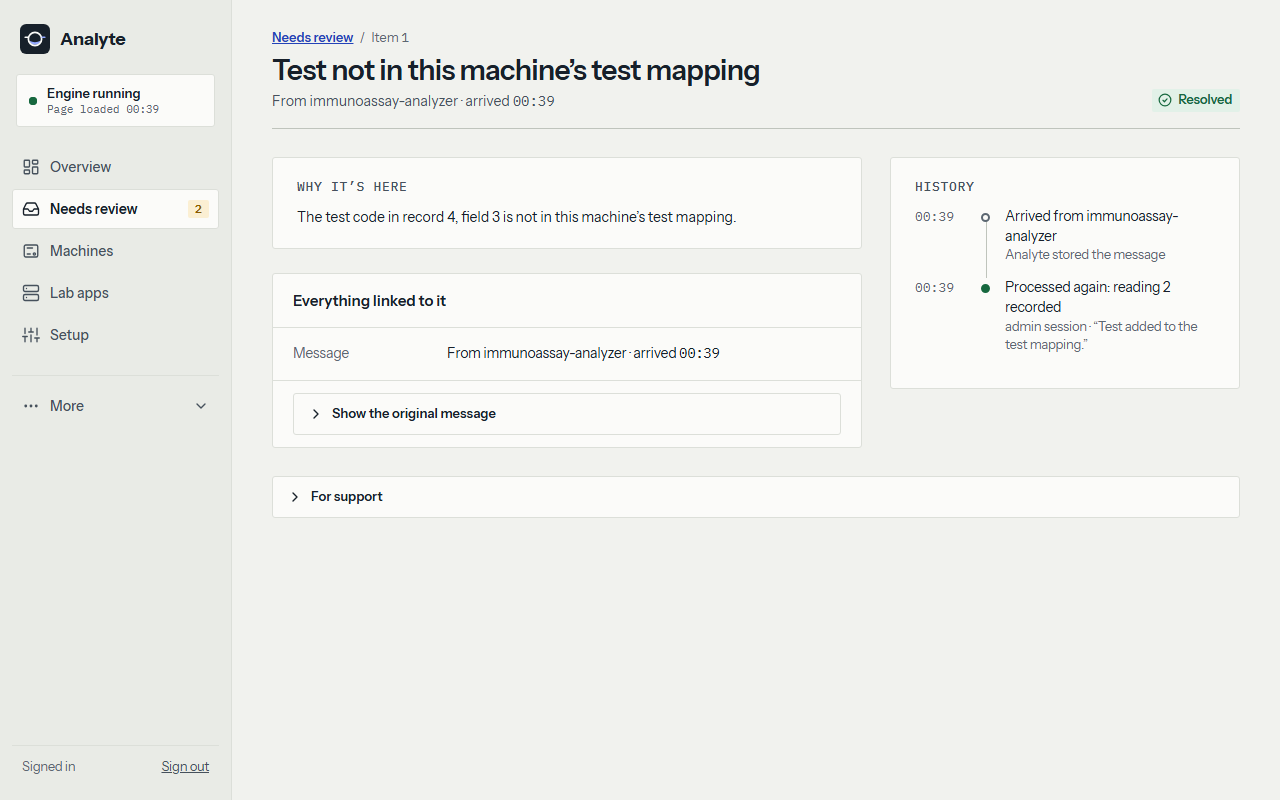 Analyte
Engine running
Page loaded 00:39
Overview
Needs review 2
Machines
Lab apps
Setup
More
Signed in Sign out
Needs review / Item 1
Test not in this machine’s test mapping
From immunoassay-analyzer · arrived 00:39
Resolved
WHY IT’S HERE
The test code in record 4, field 3 is not in this machine’s test mapping.
Everything linked to it
Message From immunoassay-analyzer · arrived 00:39
Show the original message
HISTORY
00:39 Arrived from immunoassay-
analyzer
Analyte stored the message
00:39 Processed again: reading 2
recorded
admin session · “Test added to the
test mapping.”
For support